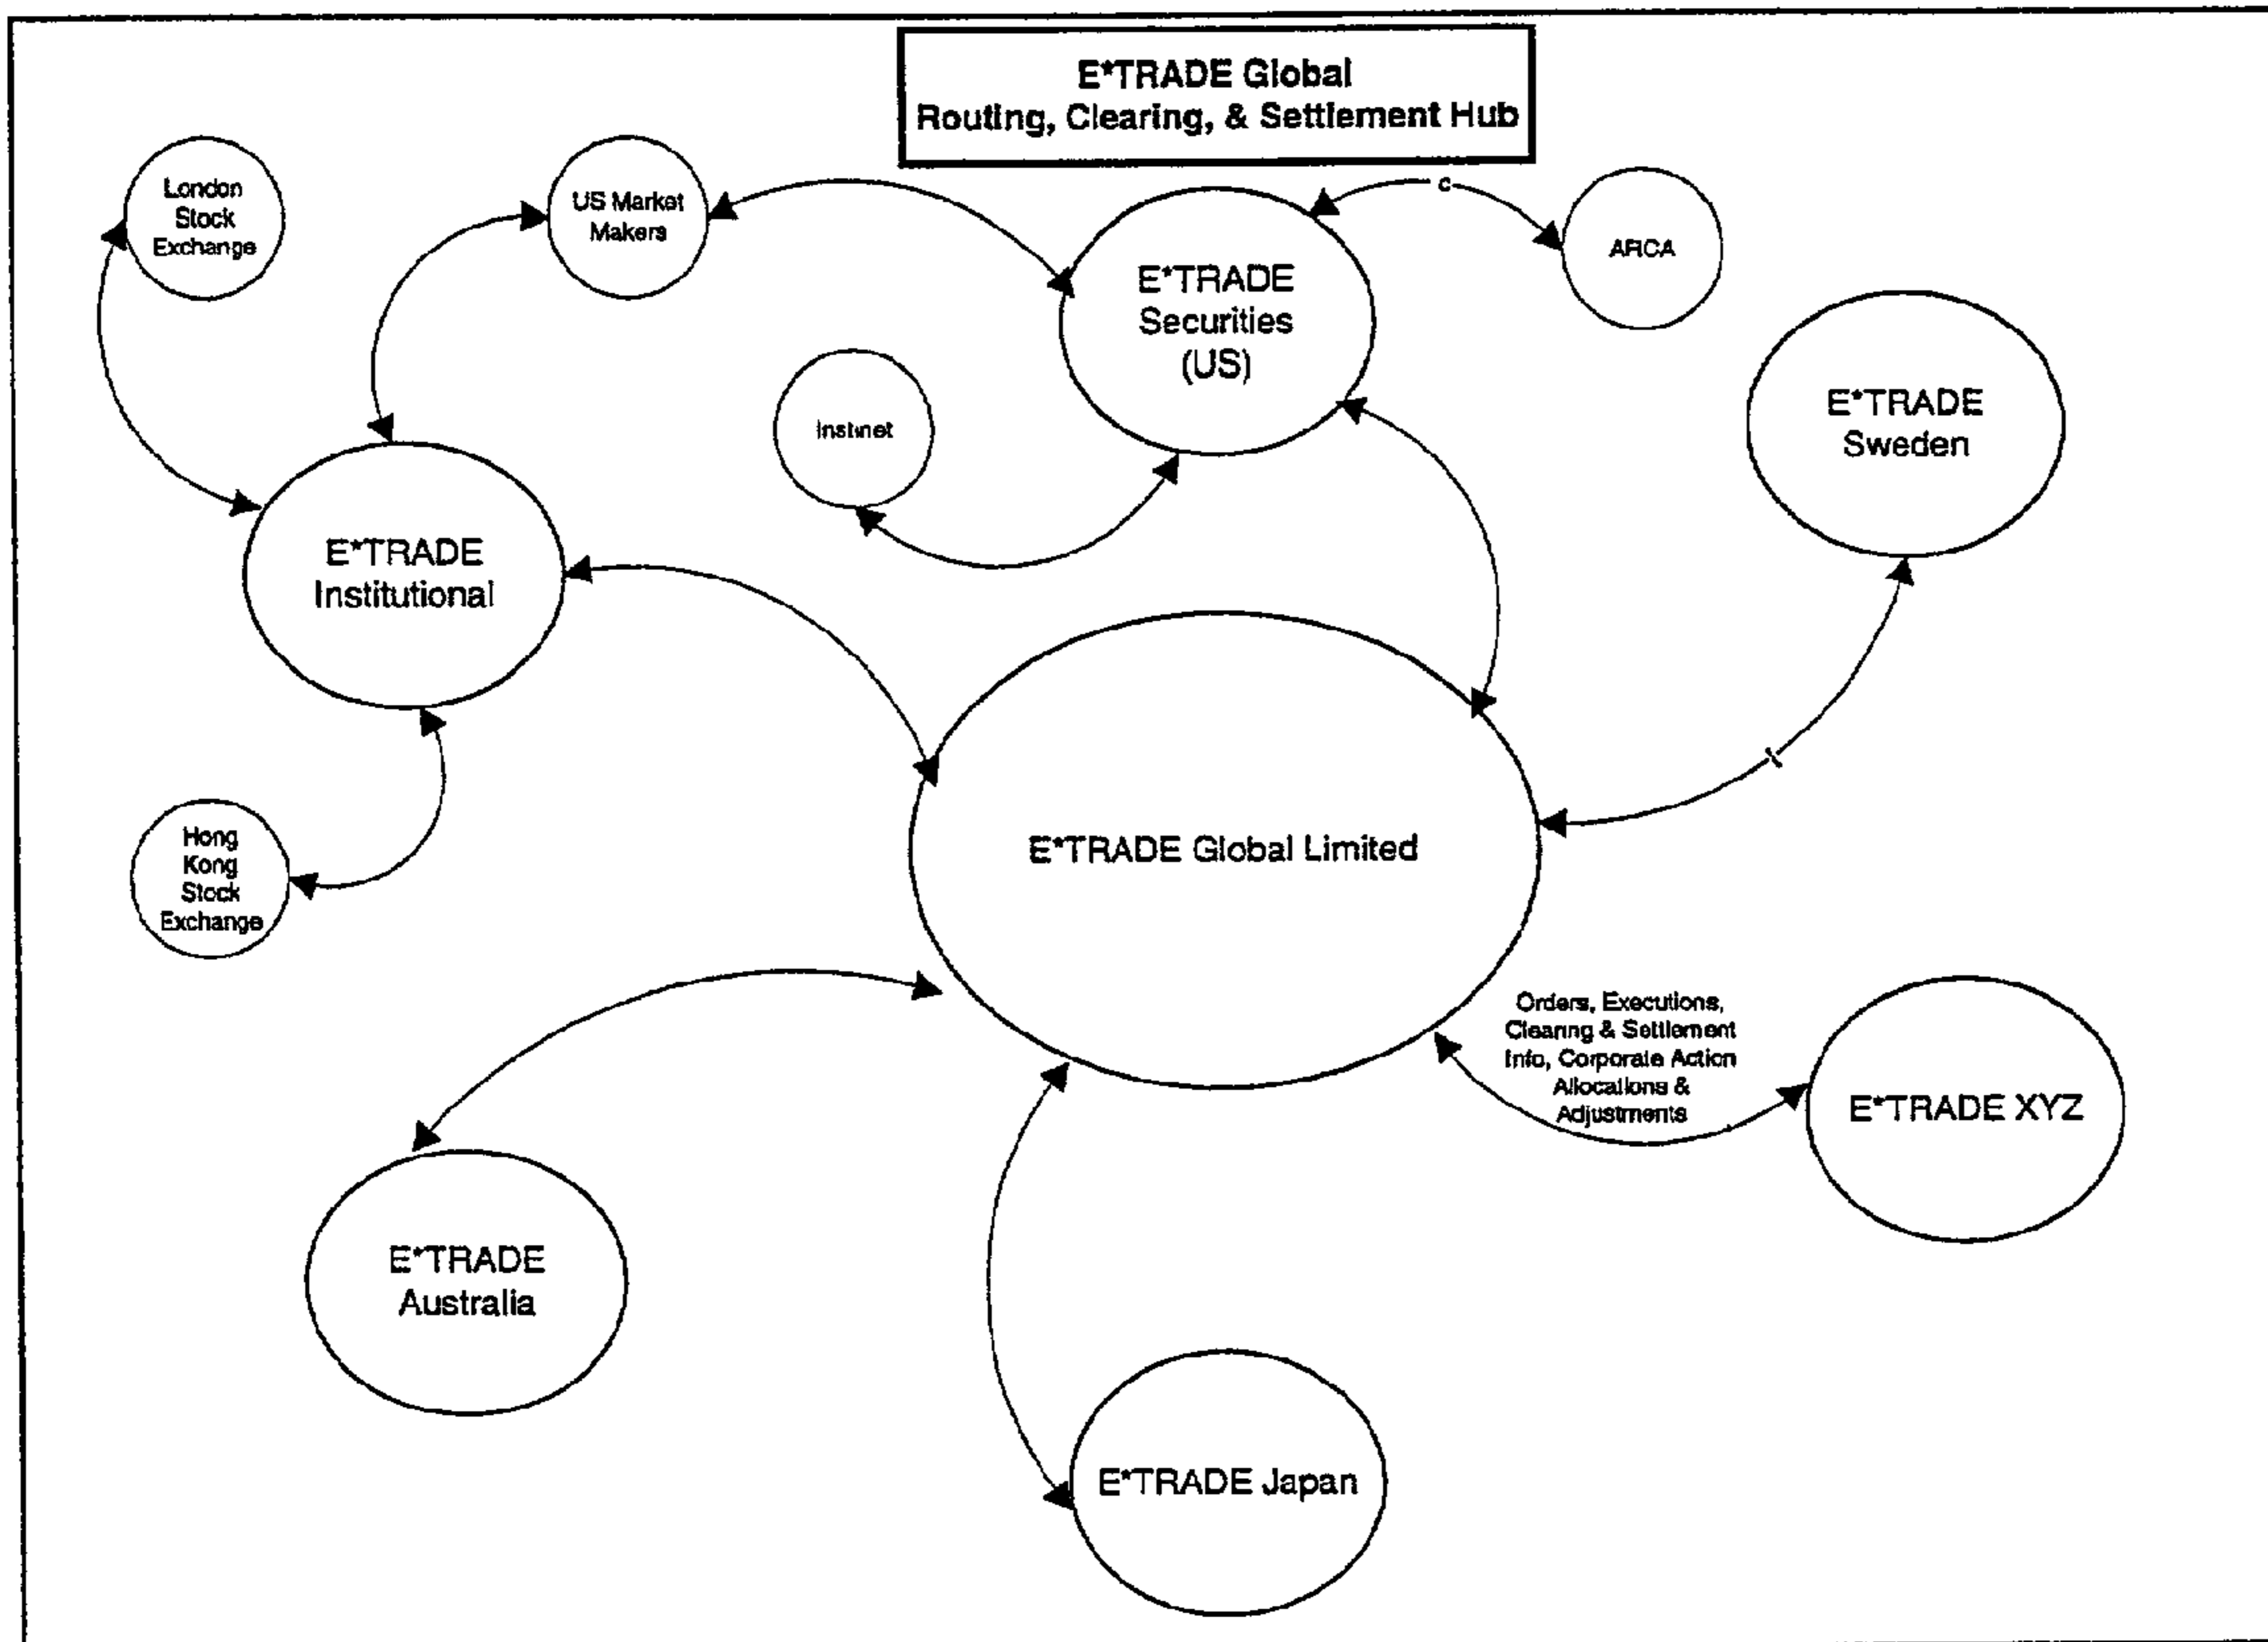 E*TRADE Global
Routing, Clearing, & Settlement Hub
London
Stock
Exchange
US Market
Makers
E*TRADE
Securities
(US)
c
ARCA
Instinet
E*TRADE
Sweden
E*TRADE
Institutional
E*TRADE Global Limited
Hong
Kong
Stock
Exchange
Orders, Executions,
Clearing & Settlement
Info, Corporate Action
Allocations &
Adjustments
E*TRADE XYZ
E*TRADE
Australia
E*TRADE Japan